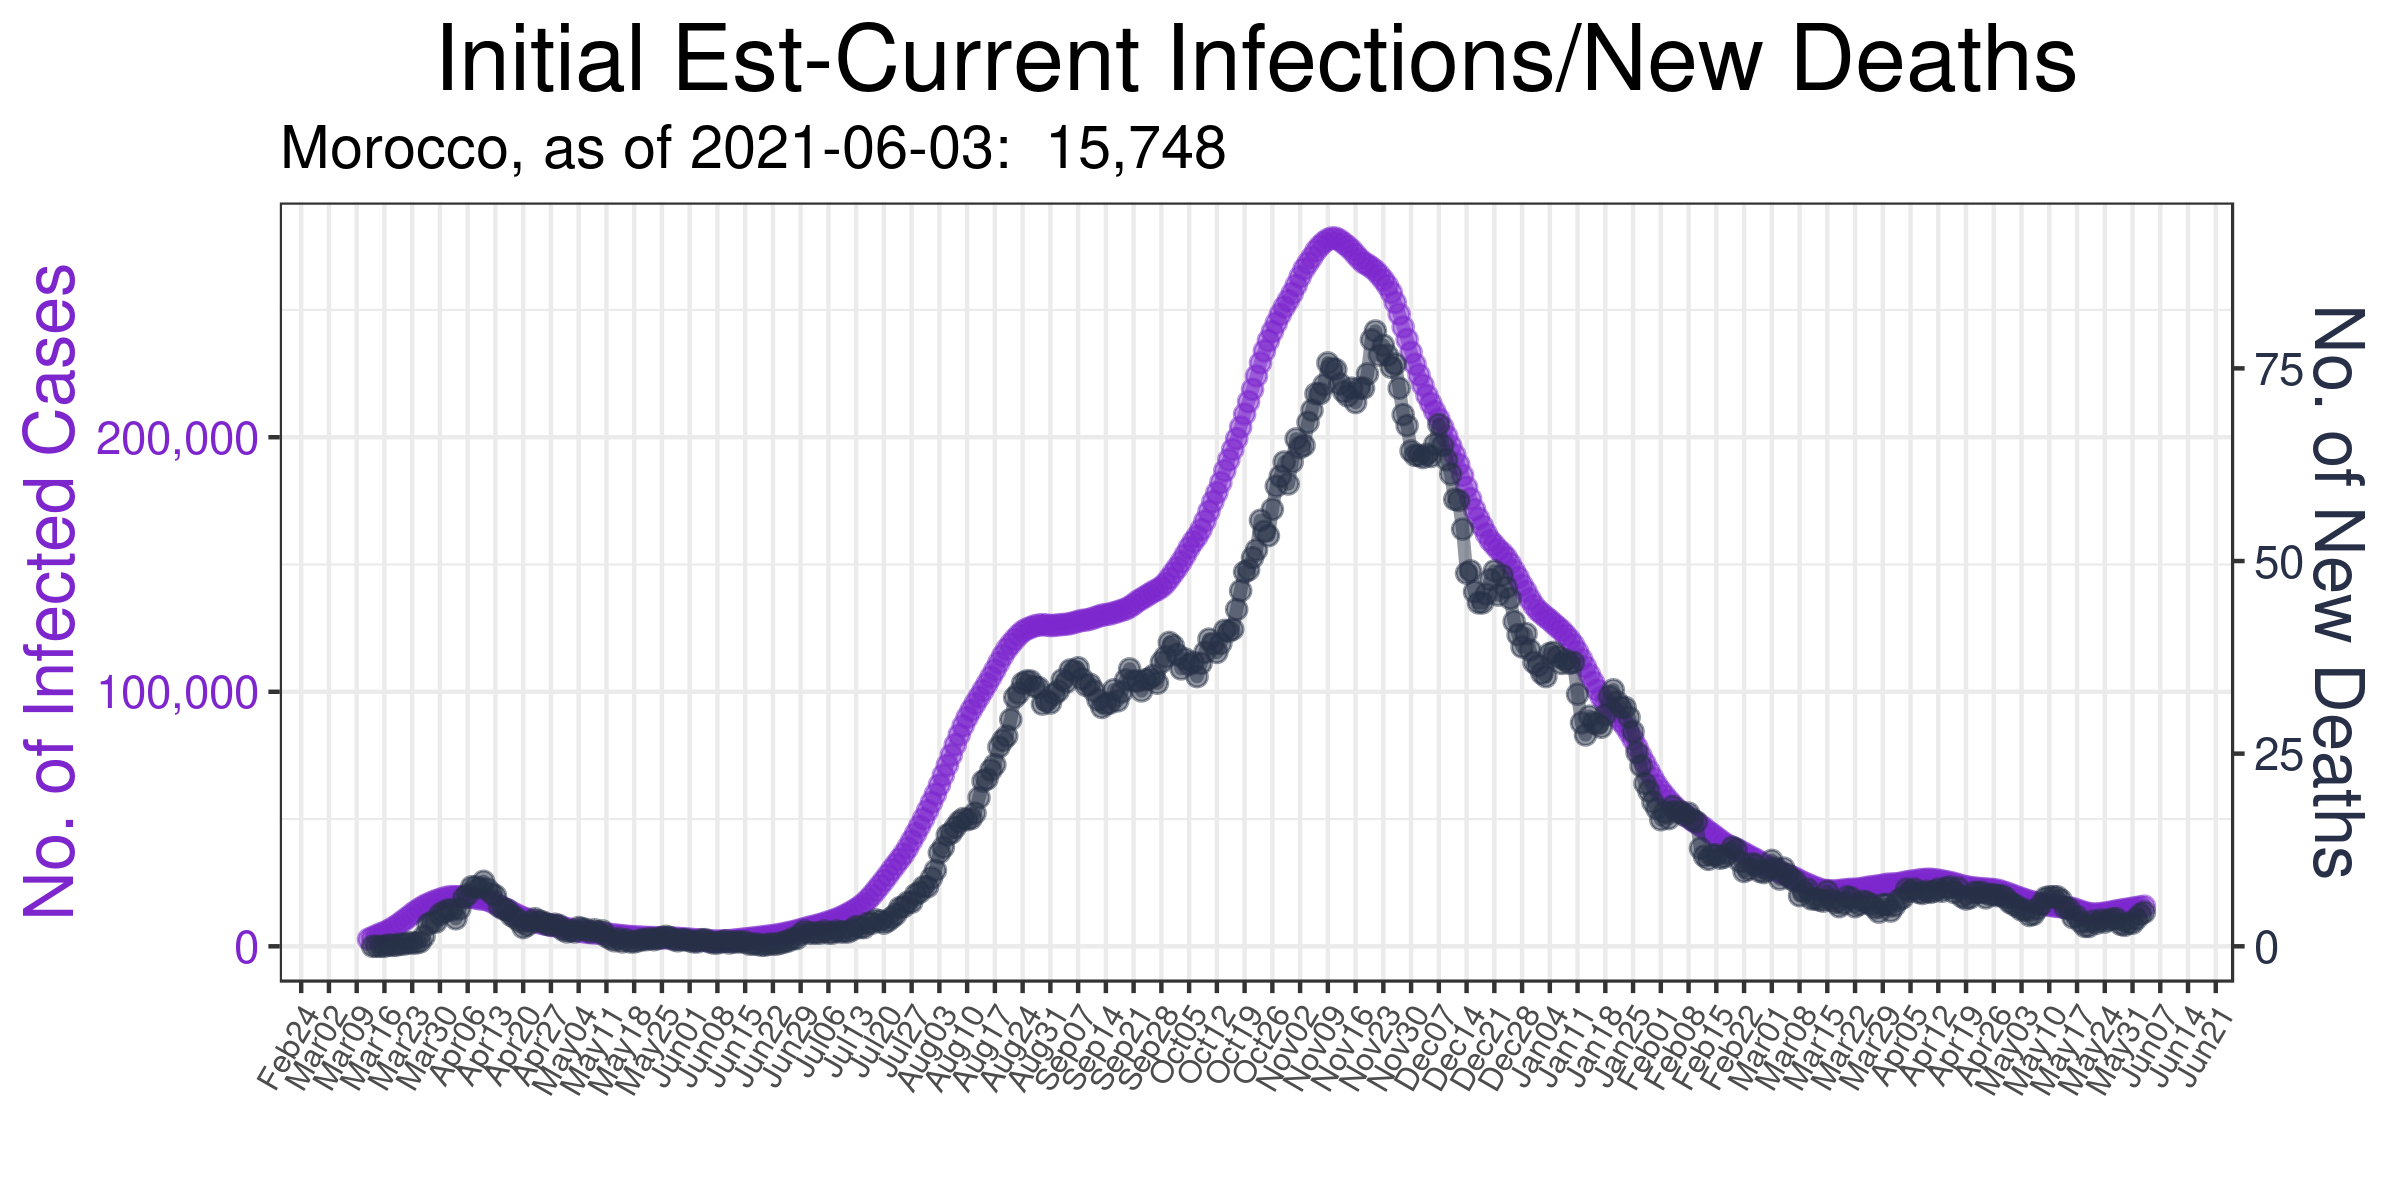 Initial Est-Current Infections/New Deaths
Morocco, as of 2021-06-03:  15,748
No. of Infected Cases
200,000
100,000
0
75
50
25
0
No. of New Deaths
Feb24
Mar02
Mar09
Mar16
Mar23
Mar30
Apr06
Apr13
Apr20
Apr27
May04
May11
May18
May25
Jun01
Jun08
Jun15
Jun22
Jun29
Jul06
Jul13
Jul20
Jul27
Aug03
Aug10
Aug17
Aug24
Aug31
Sep07
Sep14
Sep21
Sep28
Oct05
Oct12
Oct19
Oct26
Nov02
Nov09
Nov16
Nov23
Nov30
Dec07
Dec14
Dec21
Dec28
Jan04
Jan11
Jan18
Jan25
Feb01
Feb08
Feb15
Feb22
Mar01
Mar08
Mar15
Mar22
Mar29
Apr05
Apr12
Apr19
Apr26
May03
May10
May17
May24
May31
Jun07
Jun14
Jun21